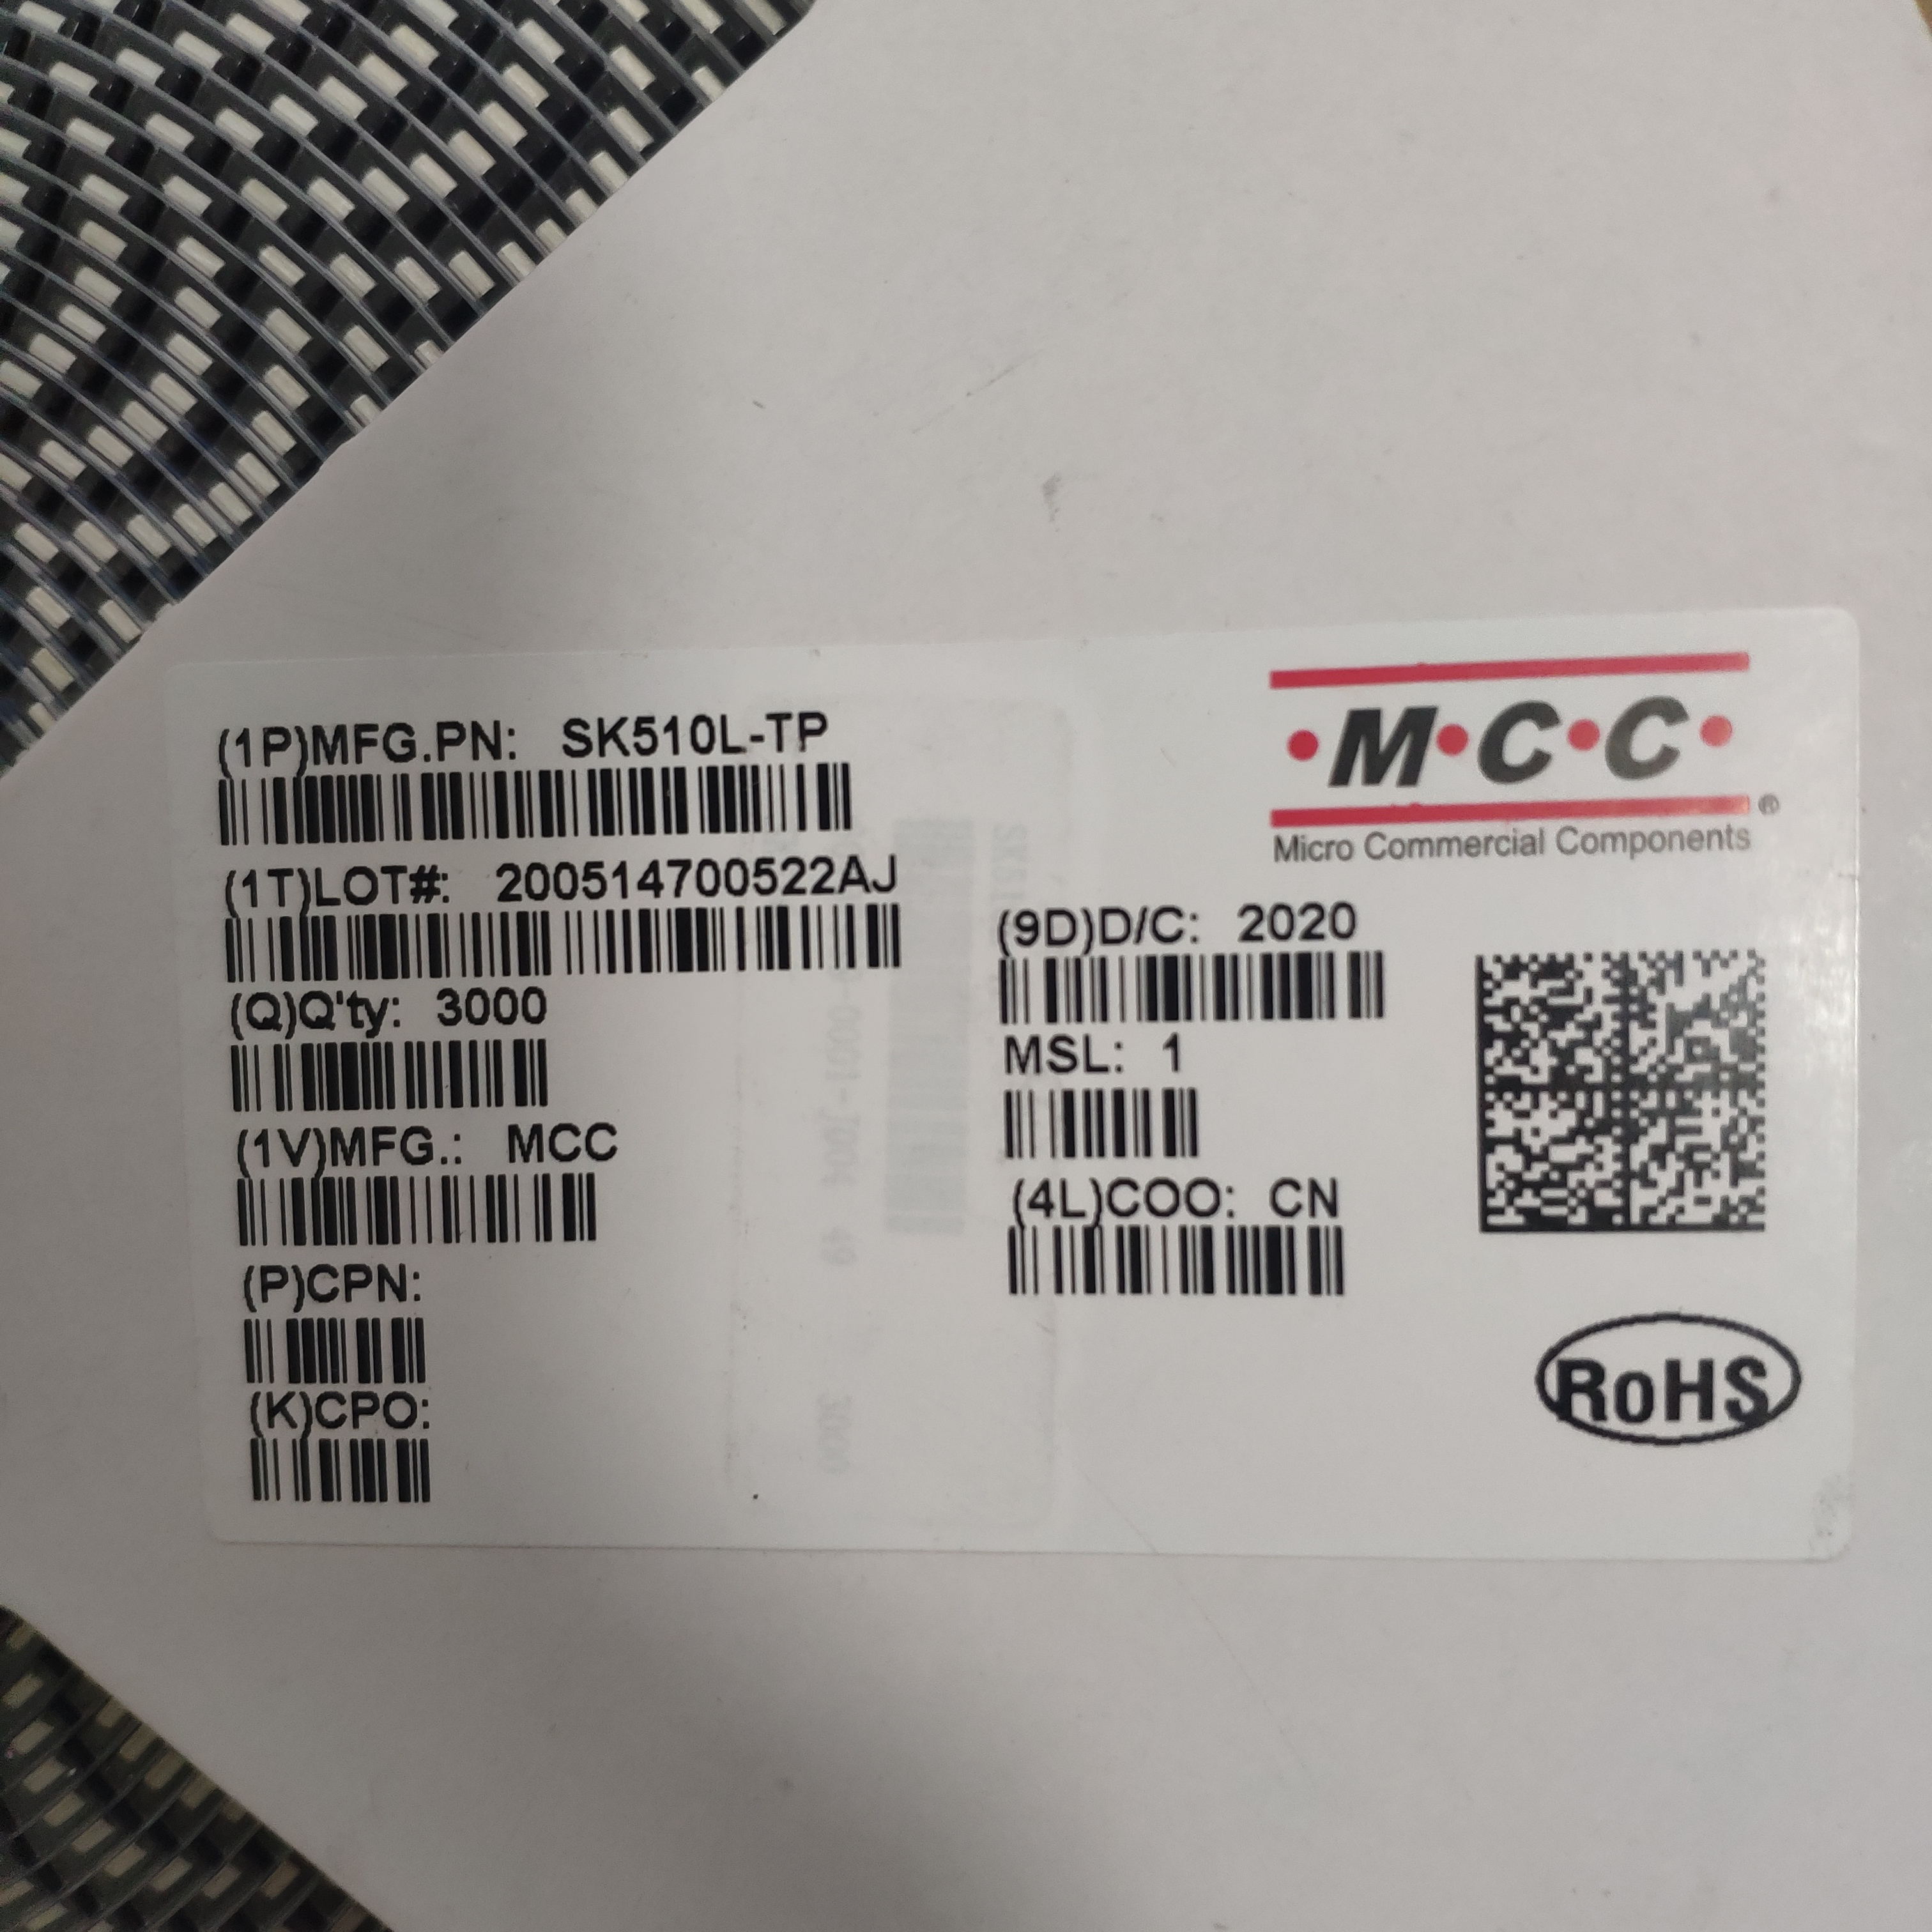 (1P)MFG.PN: SK510L-TP
(1T)LOT#: 200514700522AJ
(Q)Q'ty: 3000
(1V)MFG.: MCC
(P)CPN:
(K)CPO:
•M•C•C•
®
Micro Commercial Components
(9D)D/C: 2020
MSL: 1
(4L)COO: CN
RoHS